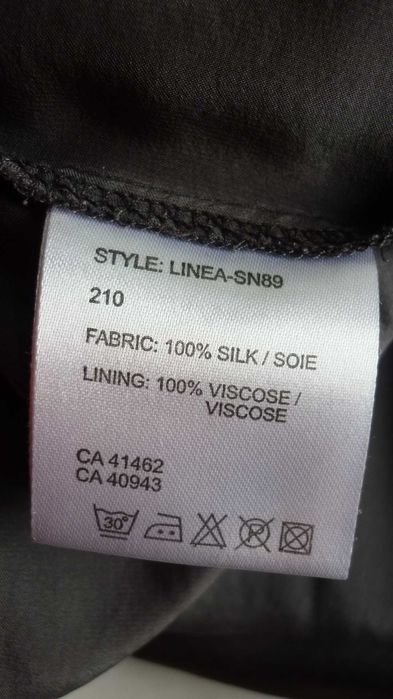 STYLE: LINEA-SN89
210
FABRIC: 100% SILK / SOIE
LINING: 100% VISCOSE /
VISCOSE
CA 41462
CA 40943
30°
P